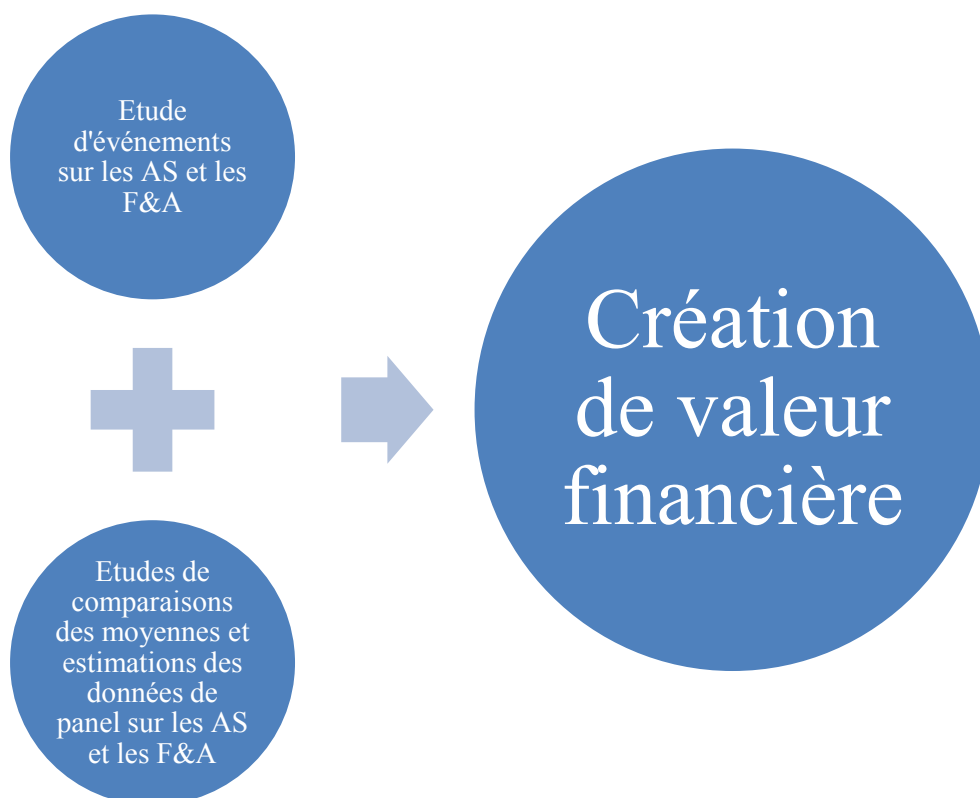 Etude
d'événements
sur les AS et les
F&A
Etudes de
comparaisons
des moyennes et
estimations des
données de
panel sur les AS
et les F&A
Création
de valeur
financière